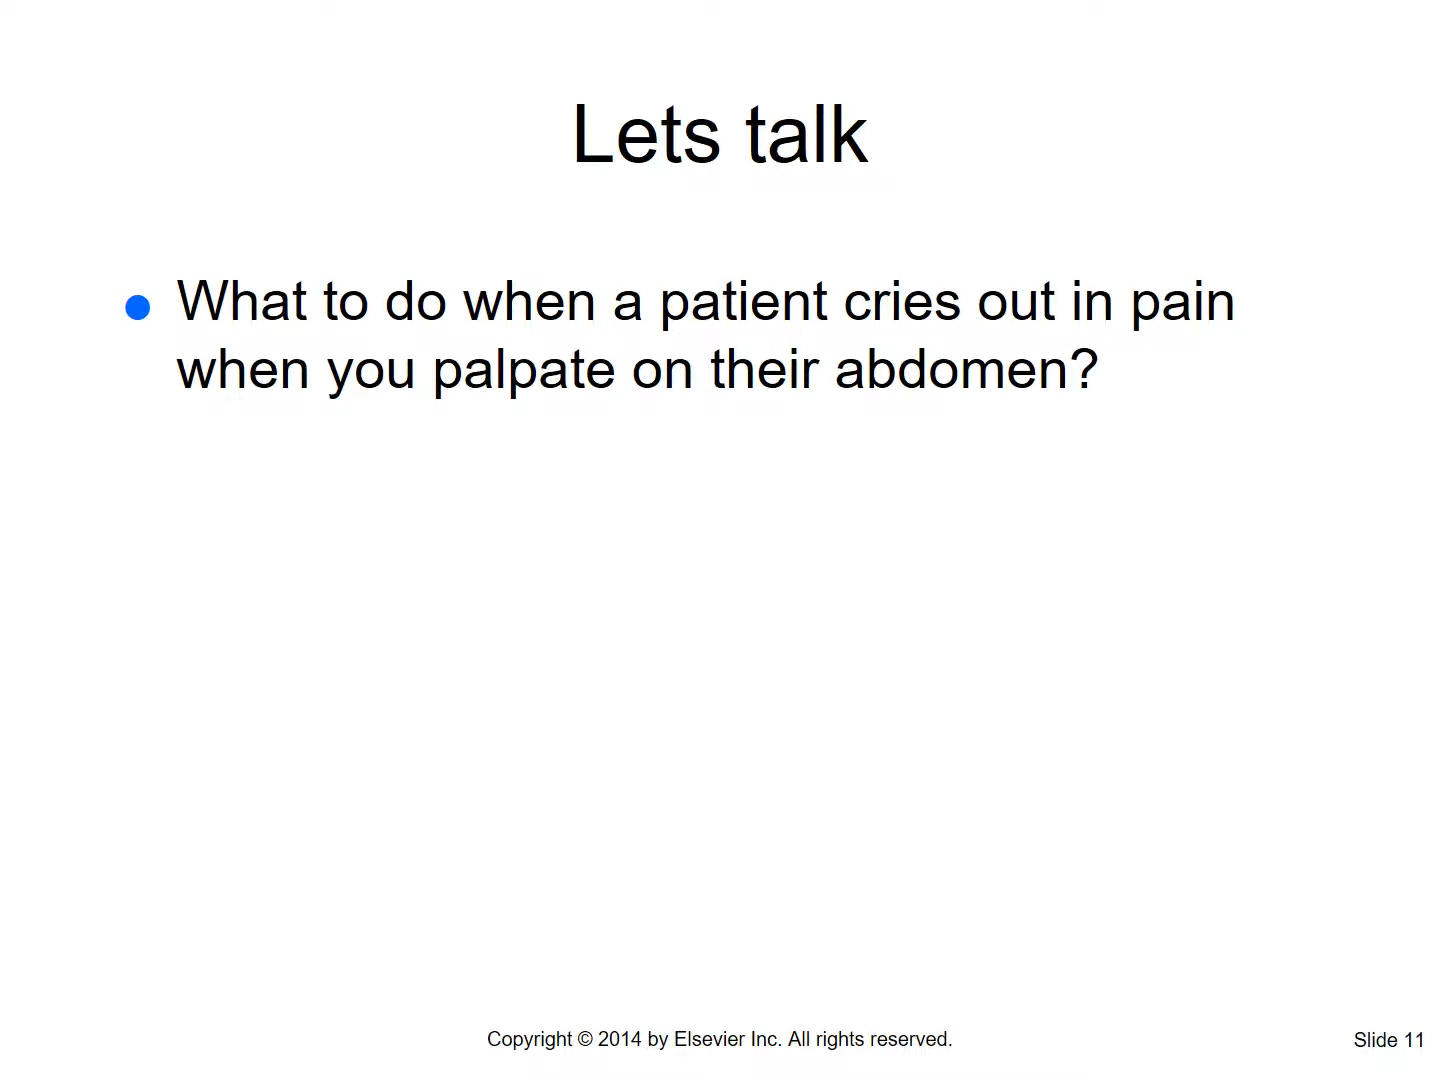 Lets talk
● What to do when a patient cries out in pain
when you palpate on their abdomen?
Copyright © 2014 by Elsevier Inc. All rights reserved.
Slide 11